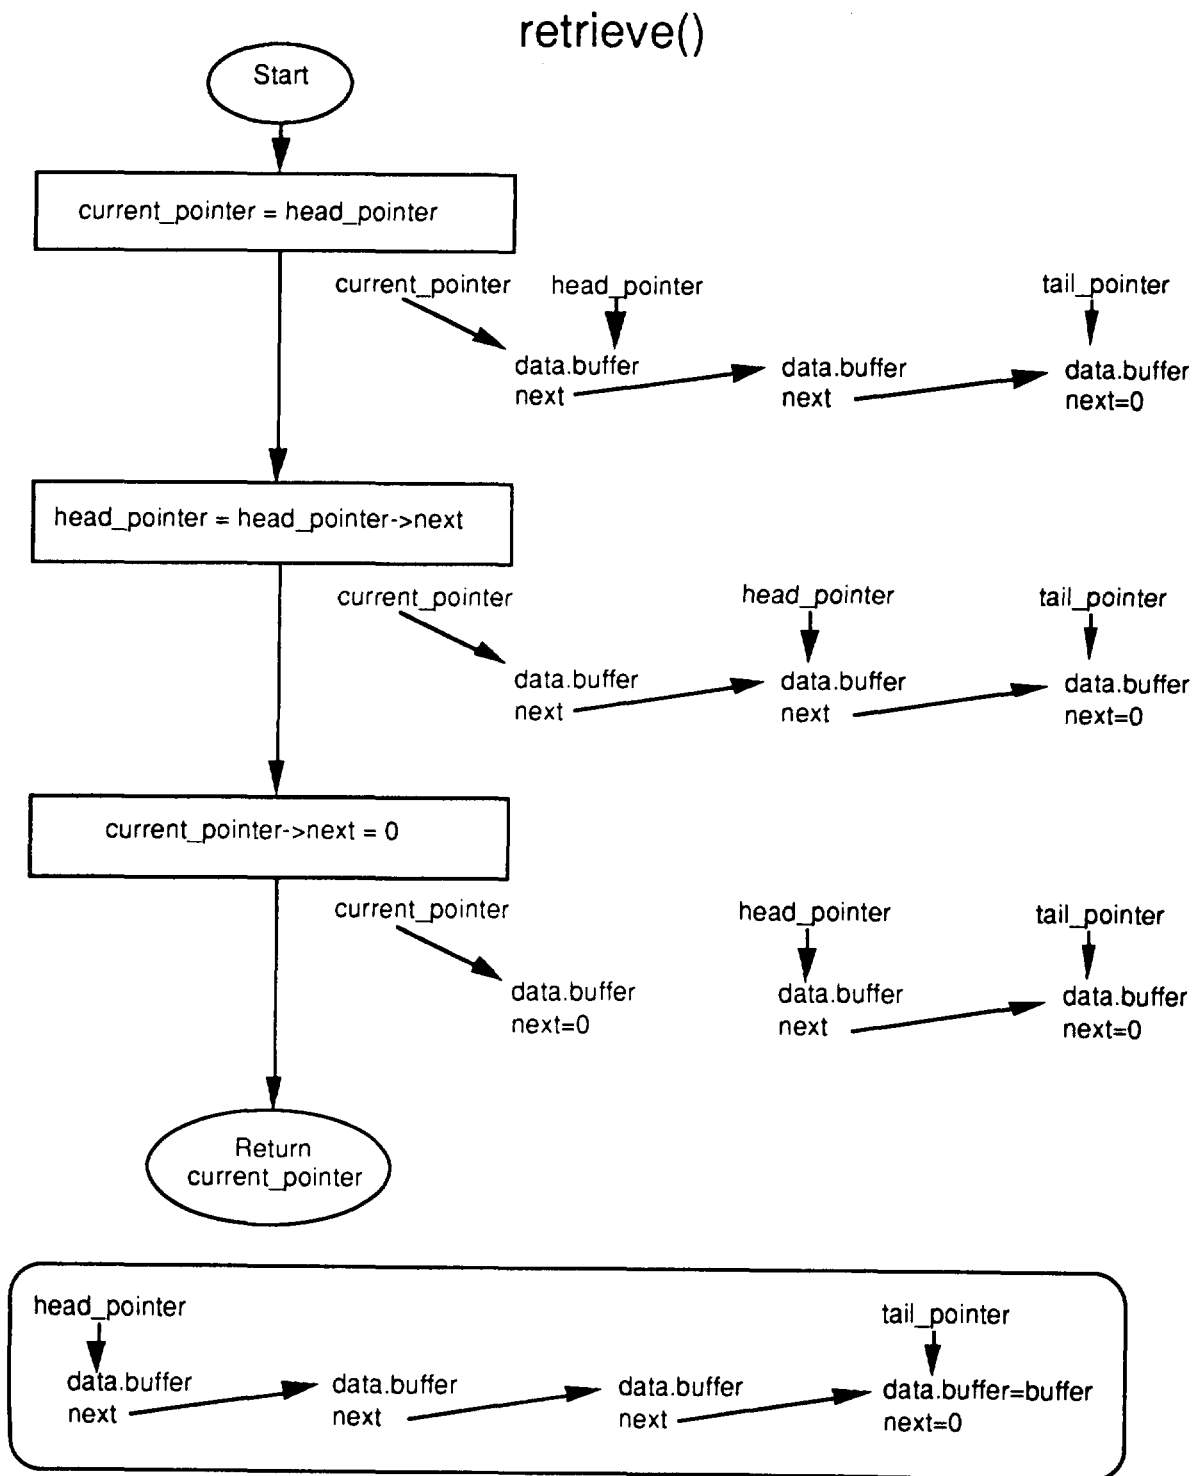 retrieve()
Start
current_pointer = head_pointer
current_pointer head_pointer tail_pointer
data.buffer data.buffer data.buffer
next next next=0
head_pointer = head_pointer->next
current_pointer head_pointer tail_pointer
data.buffer data.buffer data.buffer
next next next=0
current_pointer->next = 0
current_pointer head_pointer tail_pointer
data.buffer data.buffer data.buffer
next=0 next next=0
Return
current_pointer
head_pointer tail_pointer
data.buffer data.buffer data.buffer data.buffer=buffer
next next next next=0